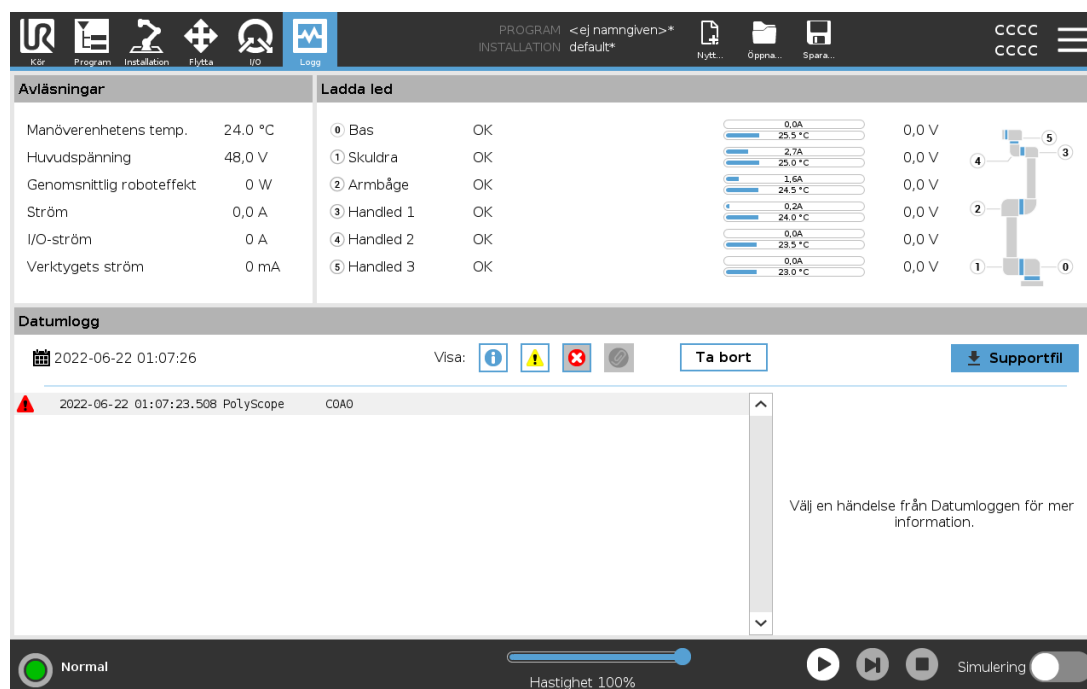 PROGRAM <ej namngiven>*
INSTALLATION default*
CCCC
CCCC
Kör Program Installation Flytta I/O Logg Nytt... Öppna... Spara...
Avläsningar
Manöverenhetens temp. 24.0 °C
Huvudspänning 48,0 V
Genomsnittlig roboteffekt 0 W
Ström 0,0 A
I/O-ström 0 A
Verktygets ström 0 mA
Ladda led
0 Bas OK 0,0A 25.5 °C 0,0 V
1 Skuldra OK 2,7A 25.0 °C 0,0 V
2 Armbåge OK 1,6A 24.5 °C 0,0 V
3 Handled 1 OK 0,2A 24.0 °C 0,0 V
4 Handled 2 OK 0,0A 23.5 °C 0,0 V
5 Handled 3 OK 0,0A 23.0 °C 0,0 V
5
3
4
2
1 0
Datumlogg
2022-06-22 01:07:26 Visa: Ta bort Supportfil
2022-06-22 01:07:23.508 PolyScope C0A0
Välj en händelse från Datumloggen för mer
information.
Normal
Hastighet 100%
Simulering